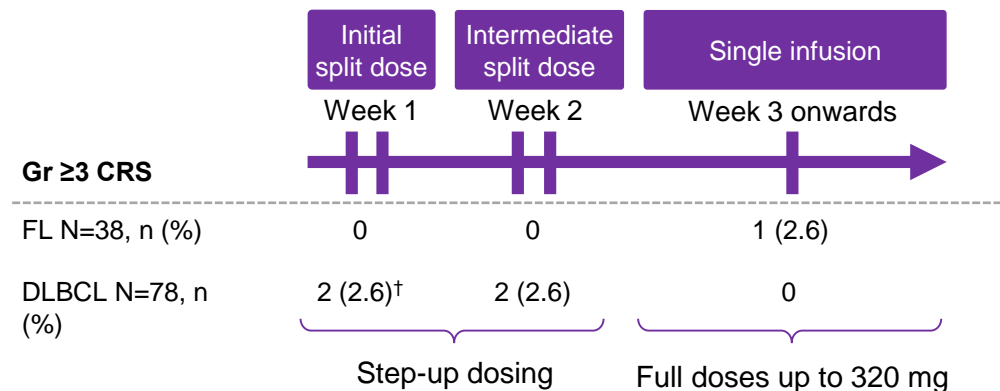 Initial
split dose
Intermediate
split dose
Single infusion
Week 1
Week 2
Week 3 onwards
Gr ≥3 CRS
FL N=38, n (%)
0
0
1 (2.6)
DLBCL N=78, n
(%)
2 (2.6)†
2 (2.6)
0
Step-up dosing
Full doses up to 320 mg